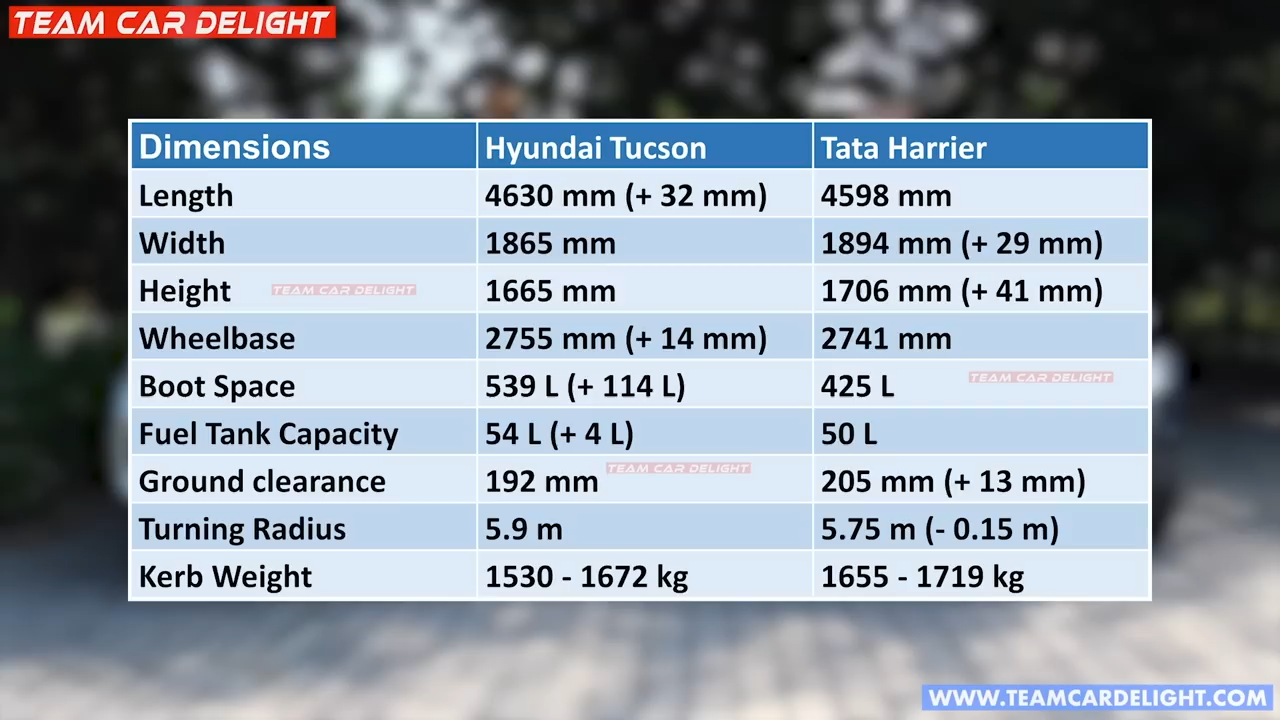 TEAM CAR DELIGHT
Dimensions Hyundai Tucson Tata Harrier
Length 4630 mm (+ 32 mm) 4598 mm
Width 1865 mm 1894 mm (+ 29 mm)
Height TEAM CAR DELIGHT 1665 mm 1706 mm (+ 41 mm)
Wheelbase 2755 mm (+ 14 mm) 2741 mm
Boot Space 539 L (+ 114 L) 425 L TEAM CAR DELIGHT
Fuel Tank Capacity 54 L (+ 4 L) 50 L
Ground clearance 192 mm TEAM CAR DELIGHT 205 mm (+ 13 mm)
Turning Radius 5.9 m 5.75 m (- 0.15 m)
Kerb Weight 1530 - 1672 kg 1655 - 1719 kg
WWW.TEAMCARDELIGHT.COM